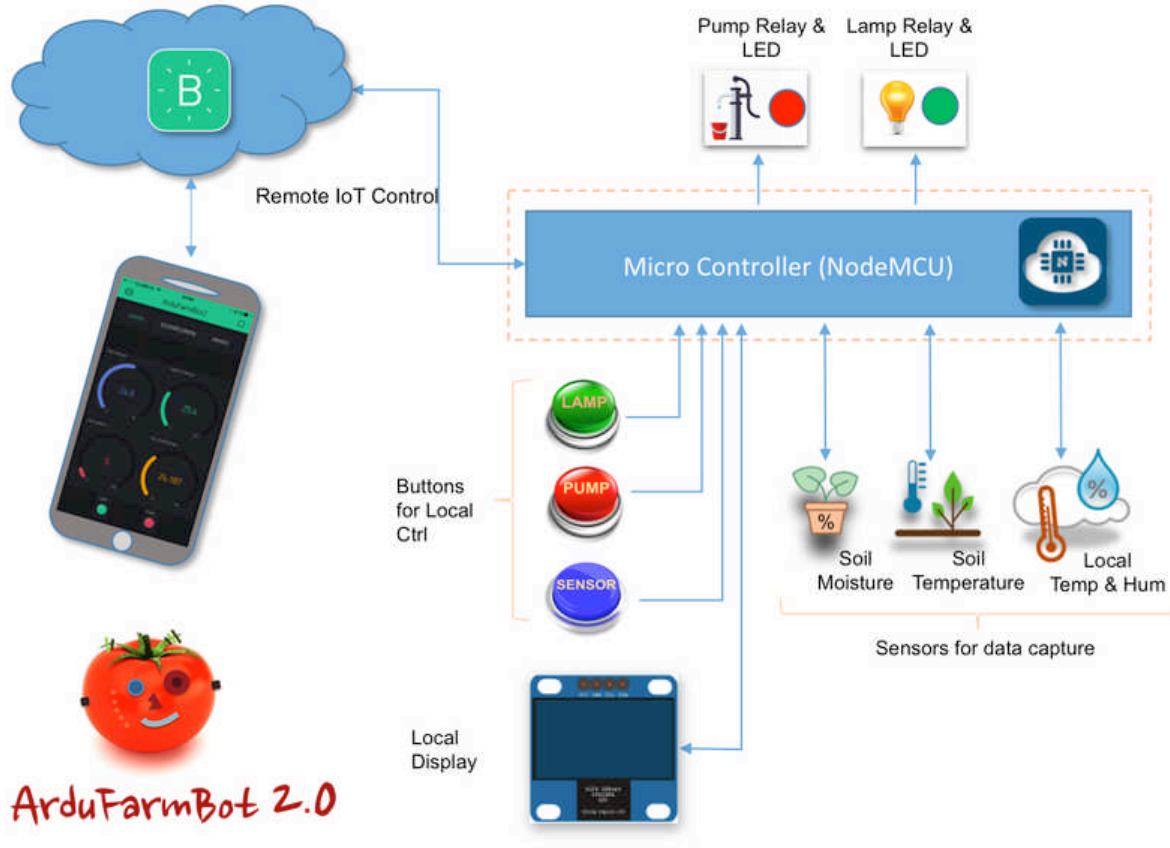 Pump Relay &
LED
Lamp Relay &
LED
B
Remote IoT Control
Micro Controller (NodeMCU)
N
ArduFarmBot2
LAMP
PUMP
SENSOR
Buttons
for Local
Ctrl
%
%
Soil
Moisture
Soil
Temperature
Local
Temp & Hum
Sensors for data capture
Local
Display
ArduFarmBot 2.0